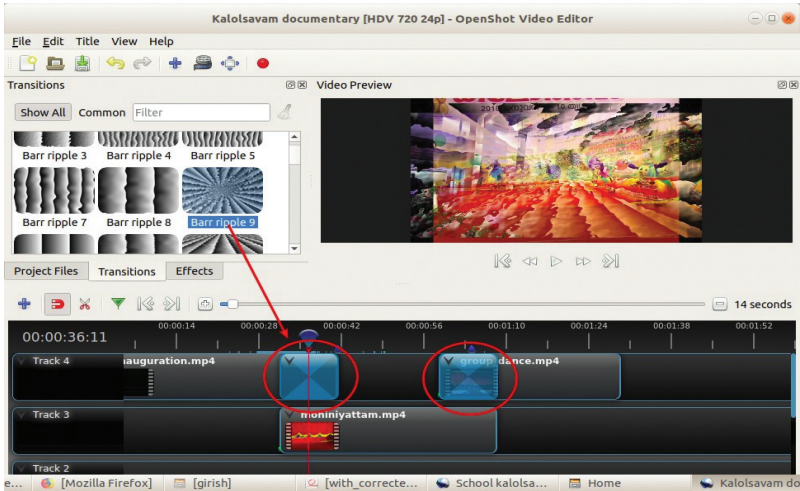 Kalolsavam documentary [HDV 720 24p] - OpenShot Video Editor
File Edit Title View Help
Transitions
Video Preview
Show All Common Filter
Barr ripple 3 Barr ripple 4 Barr ripple 5
Barr ripple 7 Barr ripple 8 Barr ripple 9
Project Files Transitions Effects
14 seconds
00:00:36:11
00:00:14 00:00:28 00:00:42 00:00:56 00:01:10 00:01:24 00:01:38 00:01:52
Track 4 auguration.mp4 group_dance.mp4
Track 3 moniniyattam.mp4
Track 2
e... [Mozilla Firefox] [girish] [with_correcte... School kalolsa... Home Kalolsavam do